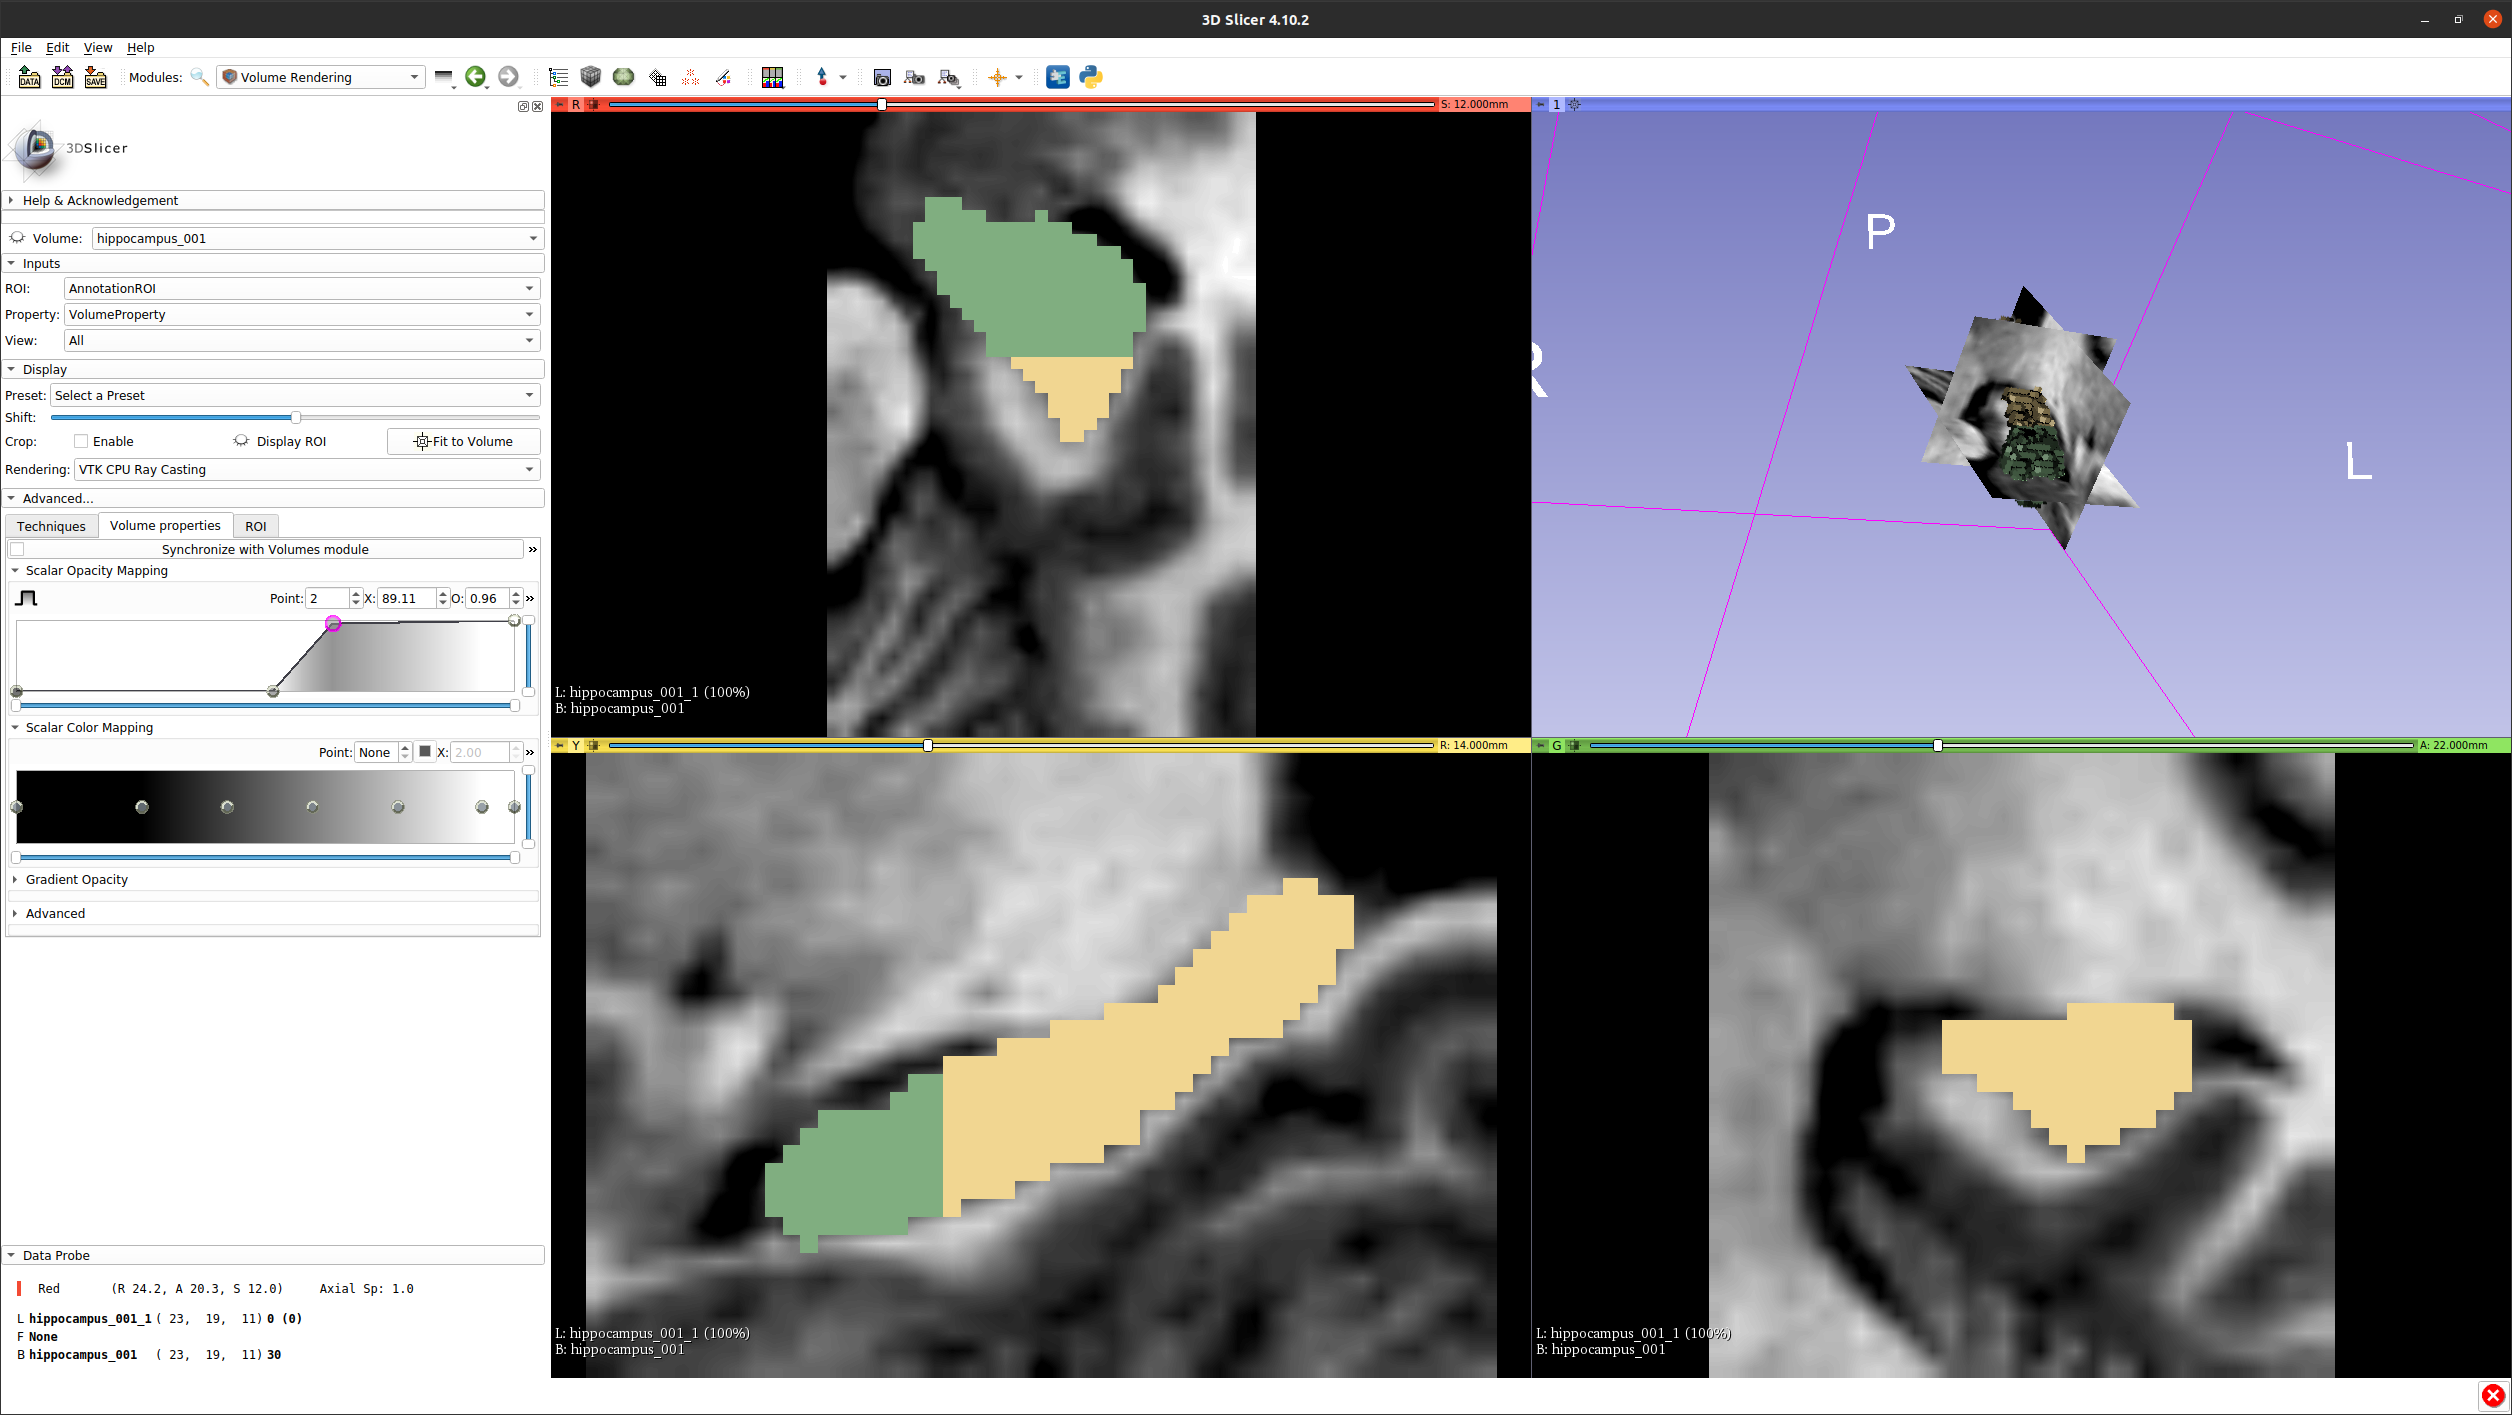 3D Slicer 4.10.2
File Edit View Help
DATA DCM SAVE Modules: Volume Rendering
3DSlicer
Help & Acknowledgement
Volume: hippocampus_001
Inputs
ROI: AnnotationROI
Property: VolumeProperty
View: All
Display
Preset: Select a Preset
Shift:
Crop: Enable Display ROI Fit to Volume
Rendering: VTK CPU Ray Casting
Advanced...
Techniques Volume properties ROI
Synchronize with Volumes module »
Scalar Opacity Mapping
Point: 2 X: 89.11 O: 0.96 »
Scalar Color Mapping
Point: None X: 2.00 »
Gradient Opacity
Advanced
Data Probe
Red (R 24.2, A 20.3, S 12.0) Axial Sp: 1.0
L hippocampus_001_1 ( 23, 19, 11) 0 (0)
F None
B hippocampus_001 ( 23, 19, 11) 30
R S: 12.000mm
L: hippocampus_001_1 (100%)
B: hippocampus_001
1
P
R
L
Y R: 14.000mm
L: hippocampus_001_1 (100%)
B: hippocampus_001
G A: 22.000mm
L: hippocampus_001_1 (100%)
B: hippocampus_001